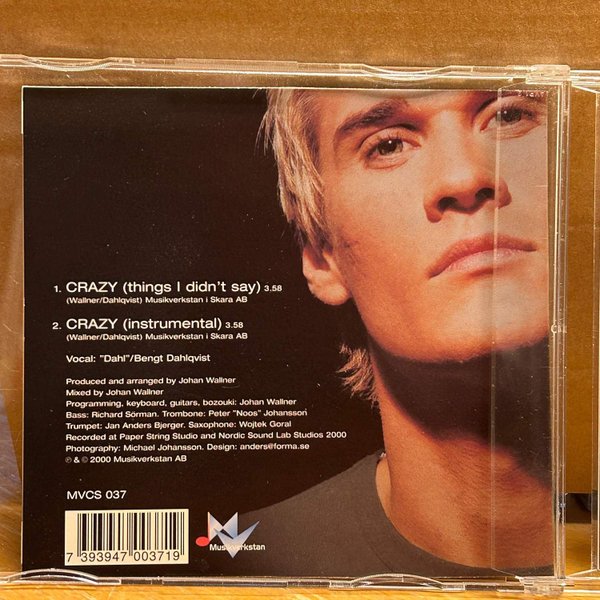 1. CRAZY (things I didn't say) 3.58
(Wallner/Dahlqvist) Musikverkstan i Skara AB
2. CRAZY (instrumental) 3.58
(Wallner/Dahlqvist) Musikverkstan i Skara AB
Vocal: "Dahl"/Bengt Dahlqvist
Produced and arranged by Johan Wallner
Mixed by Johan Wallner
Programming, keyboard, guitars, bozouki: Johan Wallner
Bass: Richard Sörman. Trombone: Peter "Noos" Johansson
Trumpet: Jan Anders Bjerger. Saxophone: Wojtek Goral
Recorded at Paper String Studio and Nordic Sound Lab Studios 2000
Photography: Michael Johansson. Design: anders@forma.se
℗ & © 2000 Musikverkstan AB
MVCS 037
7 393947 003719
Musikverkstan